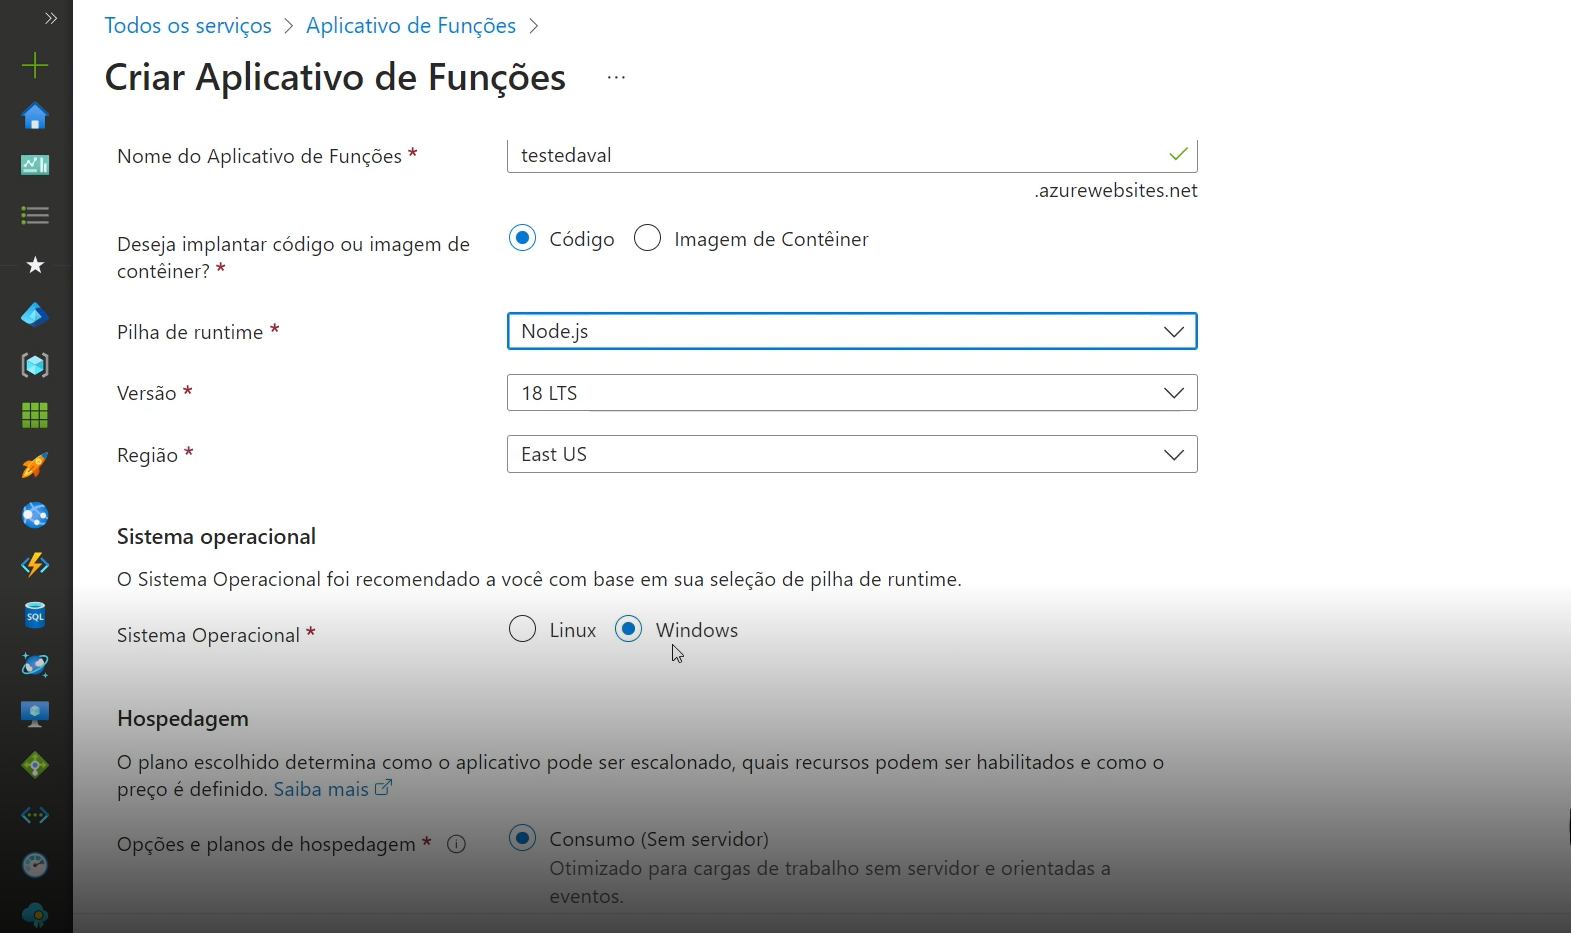 Todos os serviços > Aplicativo de Funções >
Criar Aplicativo de Funções ...
Nome do Aplicativo de Funções * testedaval
.azurewebsites.net
Deseja implantar código ou imagem de Código Imagem de Contêiner
contêiner? *
Pilha de runtime * Node.js
Versão * 18 LTS
Região * East US
Sistema operacional
O Sistema Operacional foi recomendado a você com base em sua seleção de pilha de runtime.
Sistema Operacional * Linux Windows
Hospedagem
O plano escolhido determina como o aplicativo pode ser escalonado, quais recursos podem ser habilitados e como o
preço é definido. Saiba mais
Opções e planos de hospedagem * Consumo (Sem servidor)
Otimizado para cargas de trabalho sem servidor e orientadas a
eventos.
SQL